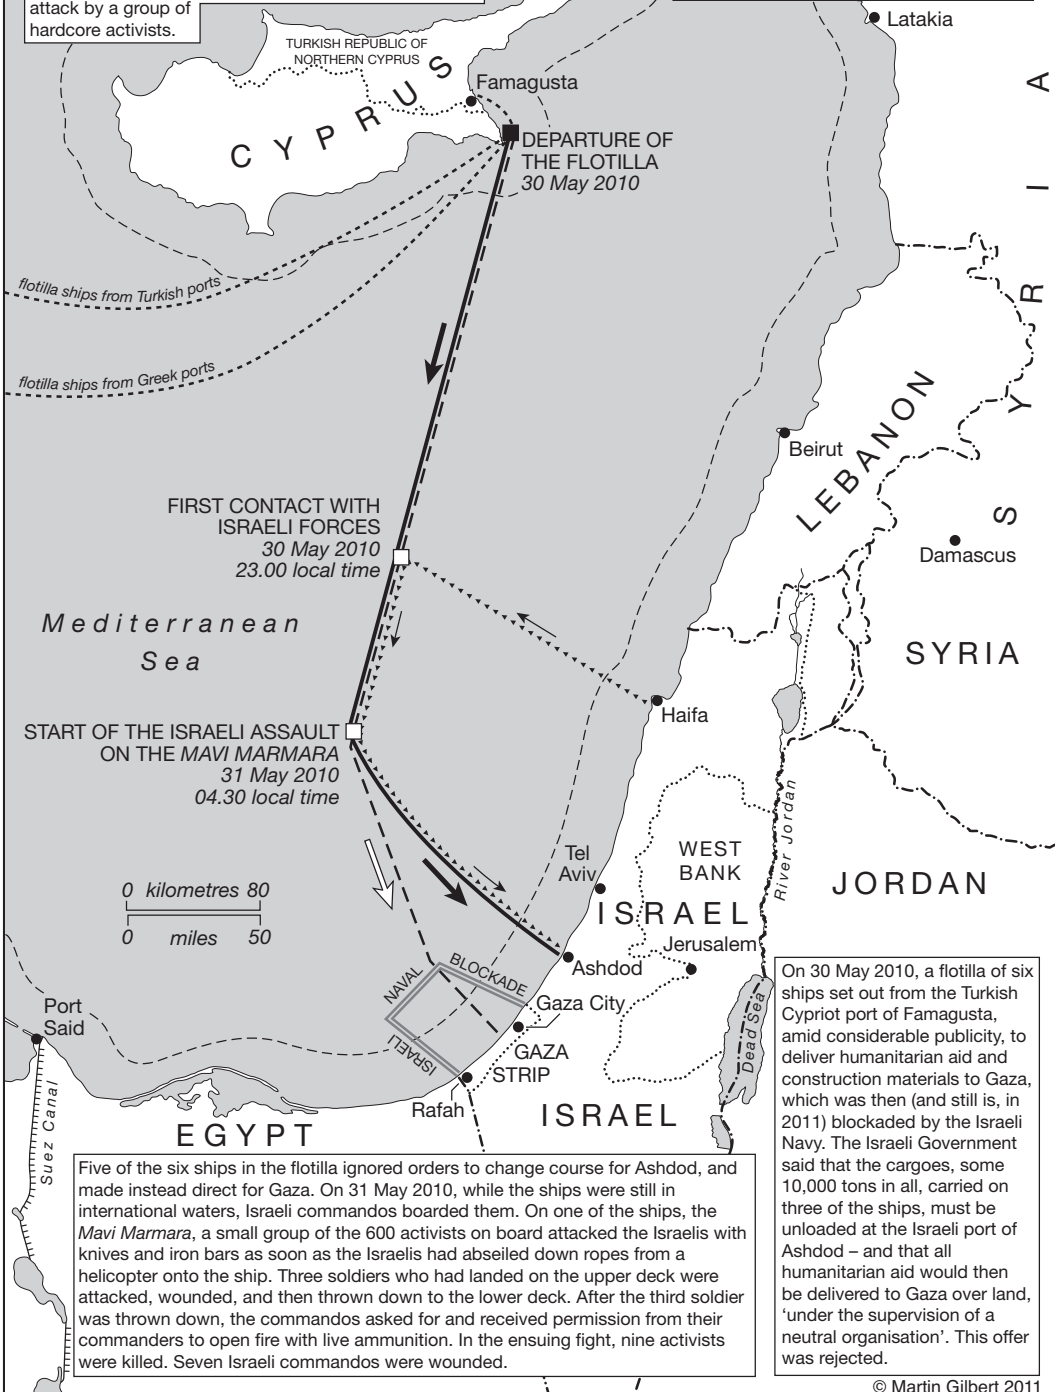 attack by a group of
hardcore activists.
Latakia
TURKISH REPUBLIC OF
NORTHERN CYPRUS
CYPRUS
Famagusta
DEPARTURE OF
THE FLOTILLA
30 May 2010
flotilla ships from Turkish ports
flotilla ships from Greek ports
SYRIA
LEBANON
Beirut
Damascus
FIRST CONTACT WITH
ISRAELI FORCES
30 May 2010
23.00 local time
Mediterranean
Sea
SYRIA
Haifa
START OF THE ISRAELI ASSAULT
ON THE MAVI MARMARA
31 May 2010
04.30 local time
River Jordan
Tel
Aviv
WEST
BANK
JORDAN
0 kilometres 80
0 miles 50
ISRAEL
Jerusalem
Ashdod
NAVAL
BLOCKADE
ISRAELI
Gaza City
GAZA
STRIP
Dead Sea
Port
Said
Suez Canal
Rafah
EGYPT
ISRAEL
On 30 May 2010, a flotilla of six
ships set out from the Turkish
Cypriot port of Famagusta,
amid considerable publicity, to
deliver humanitarian aid and
construction materials to Gaza,
which was then (and still is, in
2011) blockaded by the Israeli
Navy. The Israeli Government
said that the cargoes, some
10,000 tons in all, carried on
three of the ships, must be
unloaded at the Israeli port of
Ashdod – and that all
humanitarian aid would then
be delivered to Gaza over land,
‘under the supervision of a
neutral organisation’. This offer
was rejected.
Five of the six ships in the flotilla ignored orders to change course for Ashdod, and
made instead direct for Gaza. On 31 May 2010, while the ships were still in
international waters, Israeli commandos boarded them. On one of the ships, the
Mavi Marmara, a small group of the 600 activists on board attacked the Israelis with
knives and iron bars as soon as the Israelis had abseiled down ropes from a
helicopter onto the ship. Three soldiers who had landed on the upper deck were
attacked, wounded, and then thrown down to the lower deck. After the third soldier
was thrown down, the commandos asked for and received permission from their
commanders to open fire with live ammunition. In the ensuing fight, nine activists
were killed. Seven Israeli commandos were wounded.
© Martin Gilbert 2011